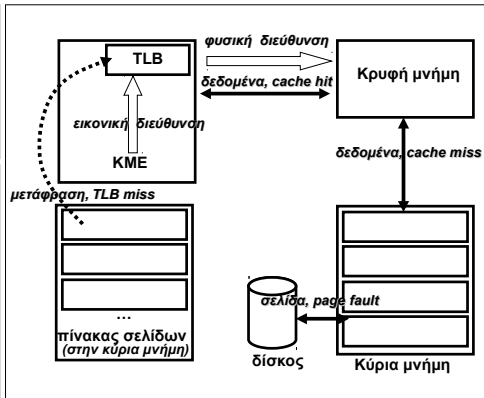 TLB
φυσική διεύθυνση
δεδομένα, cache hit
Κρυφή μνήμη
εικονική διεύθυνση
ΚΜΕ
δεδομένα, cache miss
μετάφραση, TLB miss
...
πίνακας σελίδων
(στην κύρια μνήμη)
σελίδα, page fault
δίσκος
Κύρια μνήμη